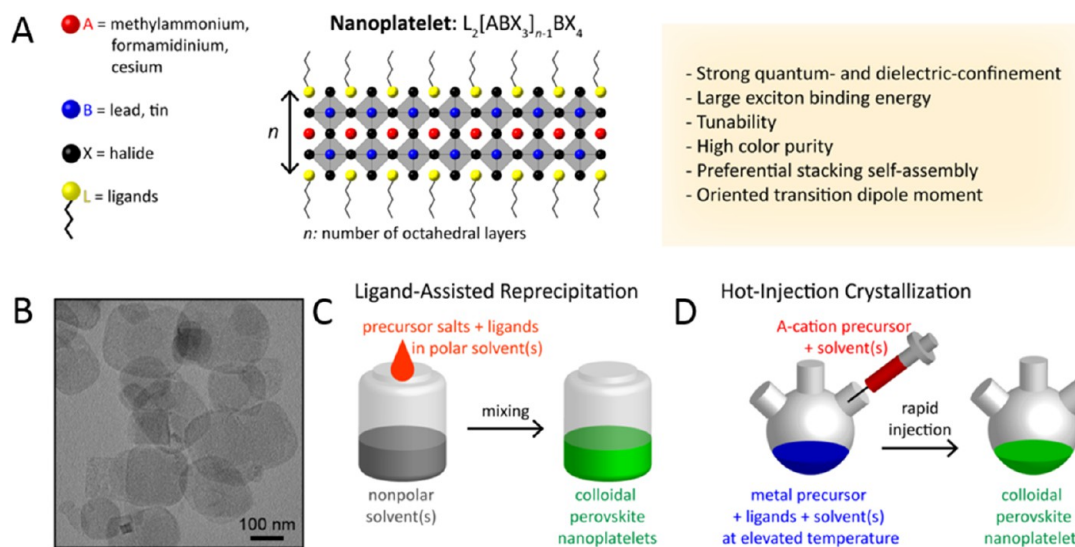 A
A = methylammonium,
formamidinium,
cesium
B = lead, tin
X = halide
L = ligands
Nanoplatelet: L₂[ABX₃]ₙ₋₁BX₄
n
n: number of octahedral layers
- Strong quantum- and dielectric-confinement
- Large exciton binding energy
- Tunability
- High color purity
- Preferential stacking self-assembly
- Oriented transition dipole moment
B
100 nm
C
Ligand-Assisted Reprecipitation
precursor salts + ligands
in polar solvent(s)
mixing
nonpolar
solvent(s)
colloidal
perovskite
nanoplatelets
D
Hot-Injection Crystallization
A-cation precursor
+ solvent(s)
rapid
injection
metal precursor
+ ligands + solvent(s)
at elevated temperature
colloidal
perovskite
nanoplatelet